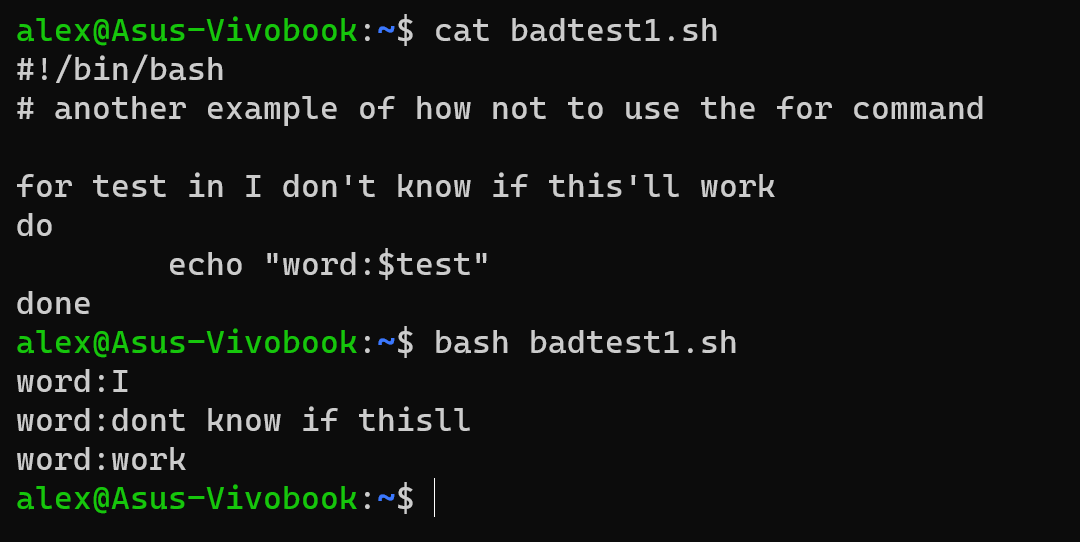 alex@Asus-Vivobook:~$ cat badtest1.sh
#!/bin/bash
# another example of how not to use the for command

for test in I don't know if this'll work
do
        echo "word:$test"
done
alex@Asus-Vivobook:~$ bash badtest1.sh
word:I
word:dont know if thisll
word:work
alex@Asus-Vivobook:~$